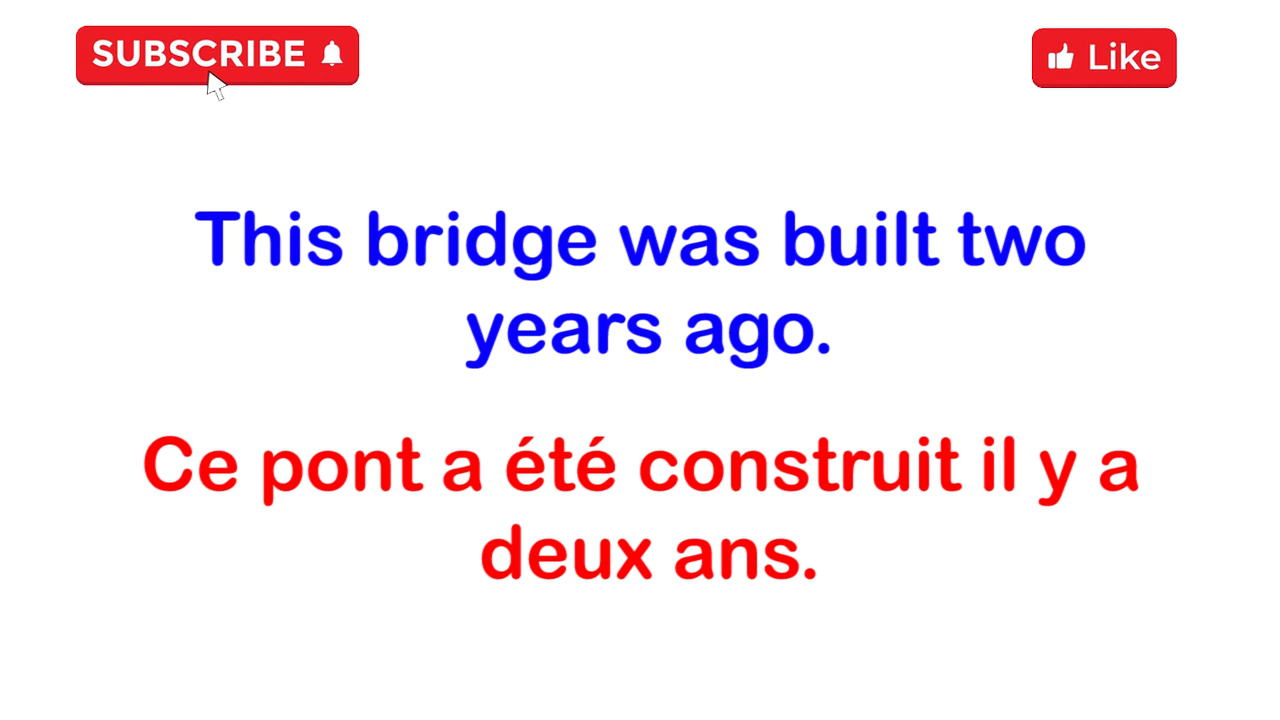 SUBSCRIBE
Like
This bridge was built two
years ago.
Ce pont a été construit il y a
deux ans.